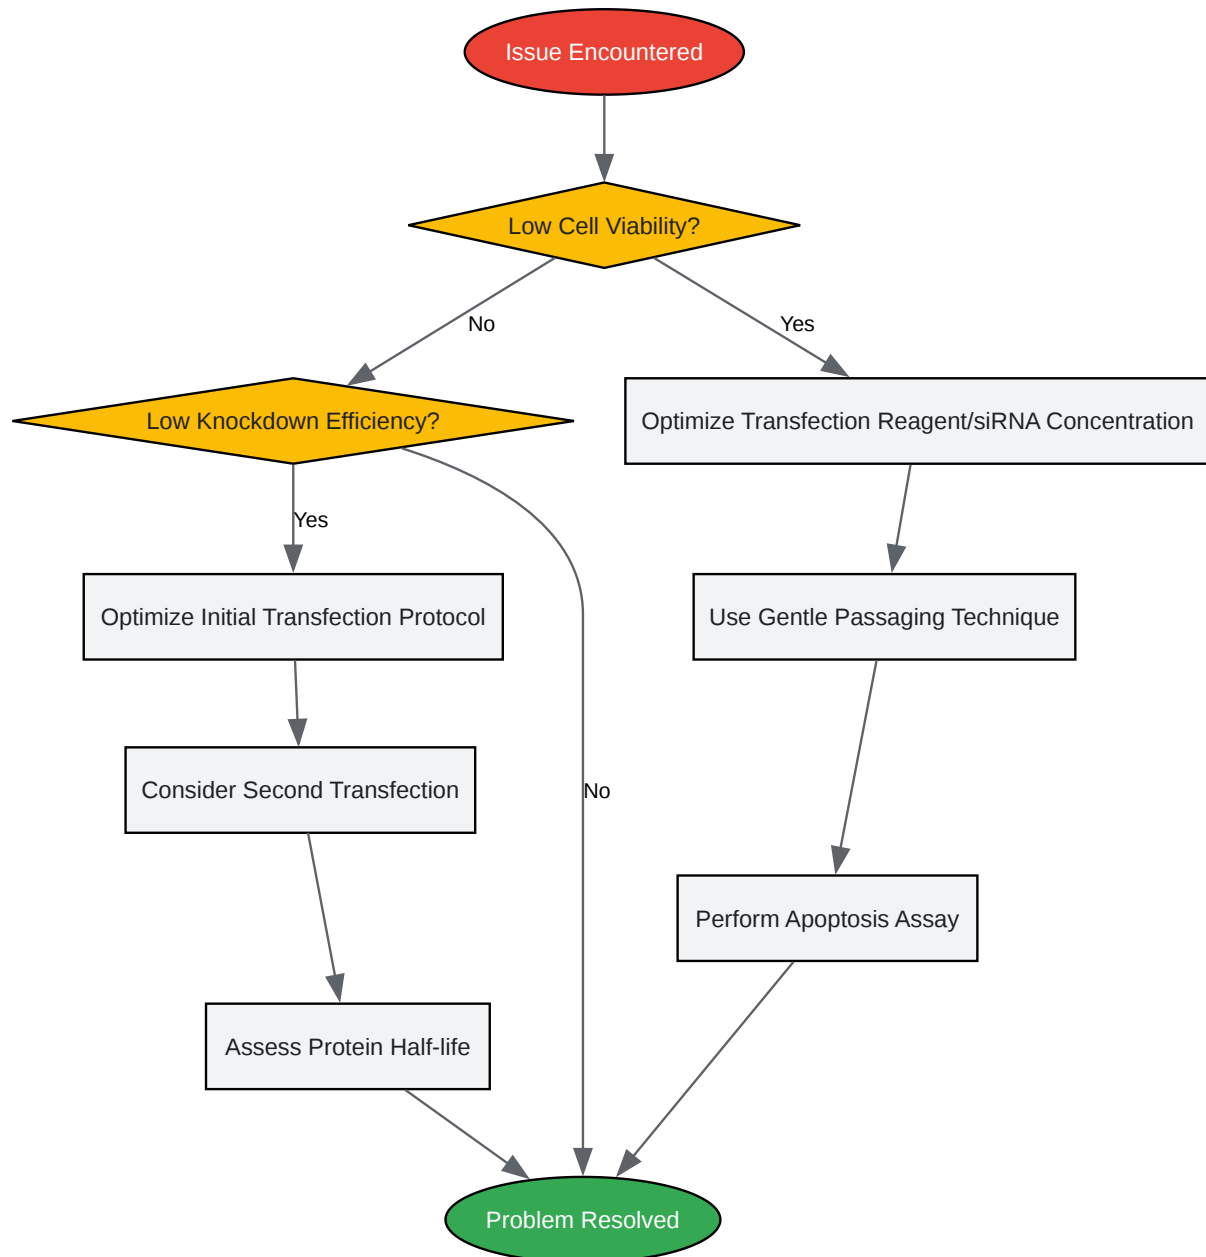 Issue Encountered
Low Cell Viability?
No
Yes
Low Knockdown Efficiency?
Optimize Transfection Reagent/siRNA Concentration
Yes
Optimize Initial Transfection Protocol
Use Gentle Passaging Technique
Consider Second Transfection
No
Perform Apoptosis Assay
Assess Protein Half-life
Problem Resolved